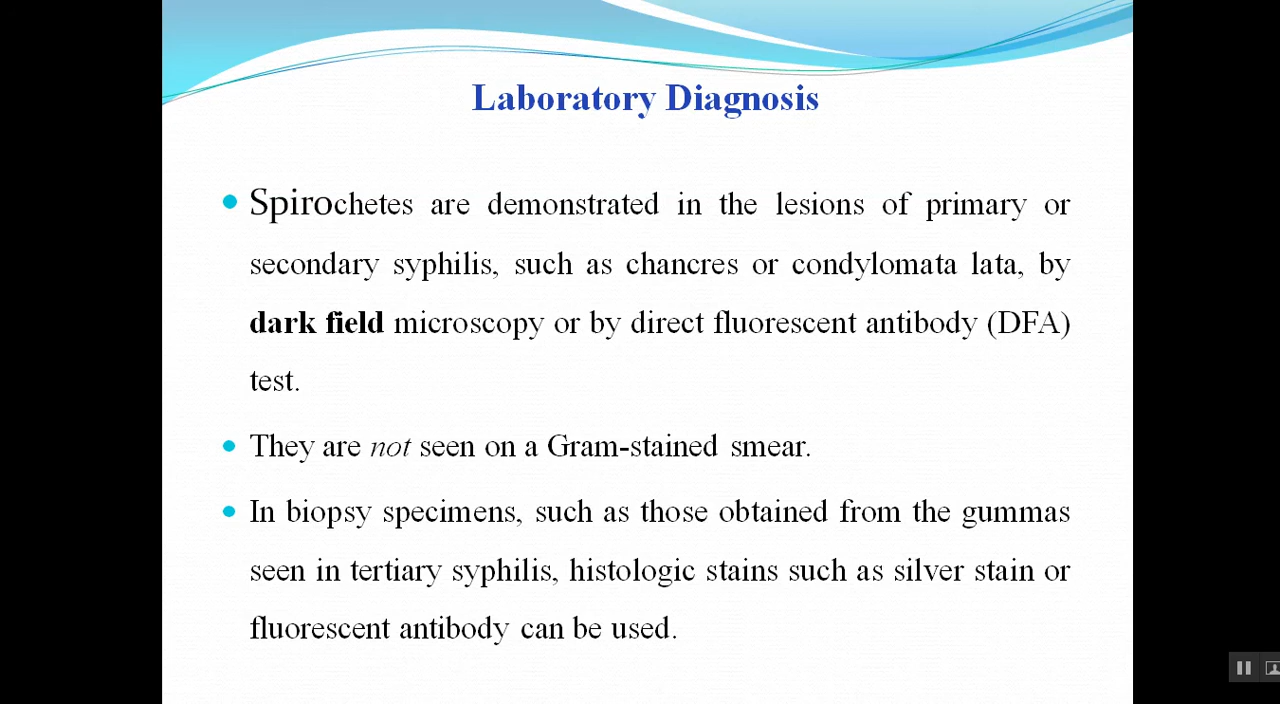 Laboratory Diagnosis
• Spirochetes are demonstrated in the lesions of primary or
secondary syphilis, such as chancres or condylomata lata, by
dark field microscopy or by direct fluorescent antibody (DFA)
test.
• They are not seen on a Gram-stained smear.
• In biopsy specimens, such as those obtained from the gummas
seen in tertiary syphilis, histologic stains such as silver stain or
fluorescent antibody can be used.